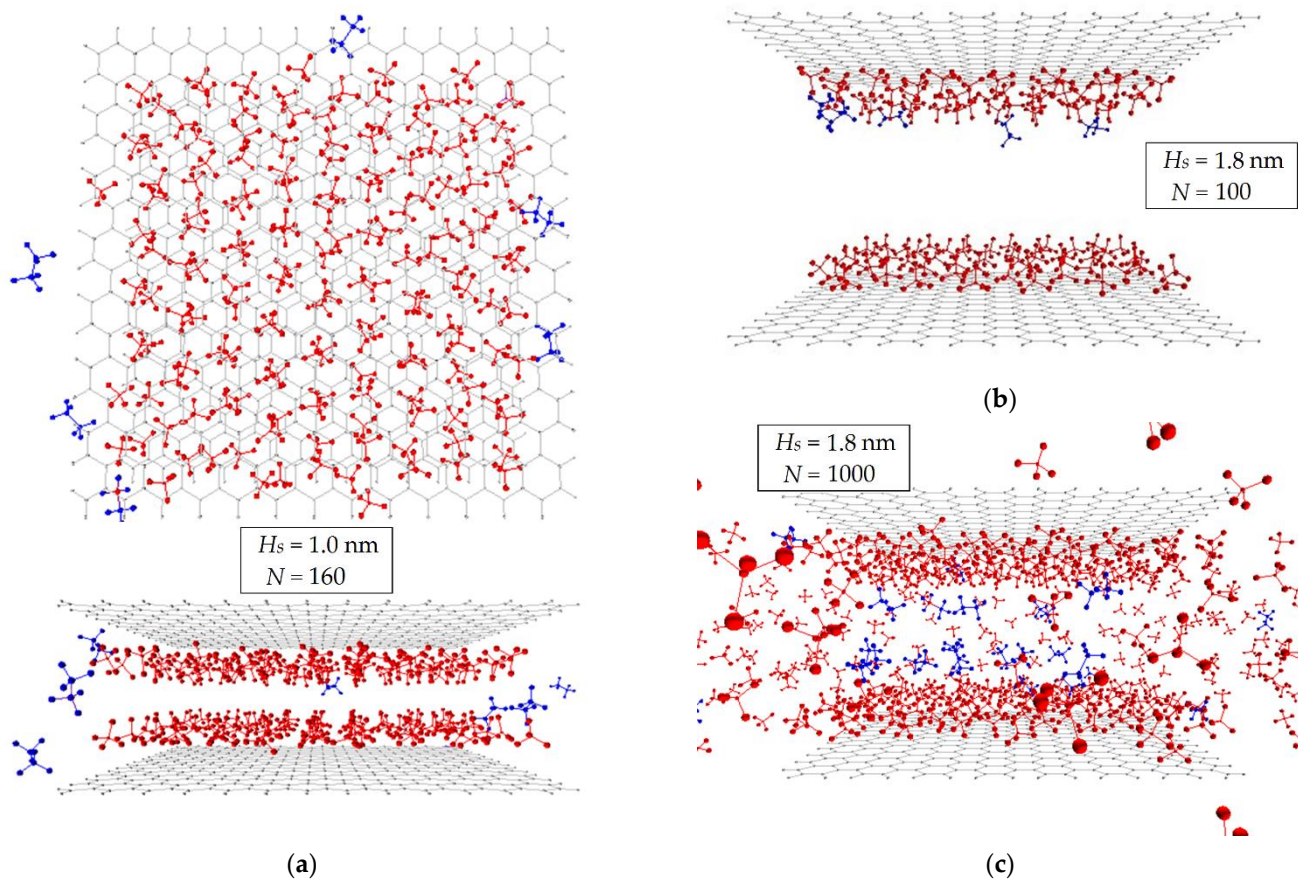 Hs = 1.0 nm
N = 160
(a)
Hs = 1.8 nm
N = 100
(b)
Hs = 1.8 nm
N = 1000
(c)